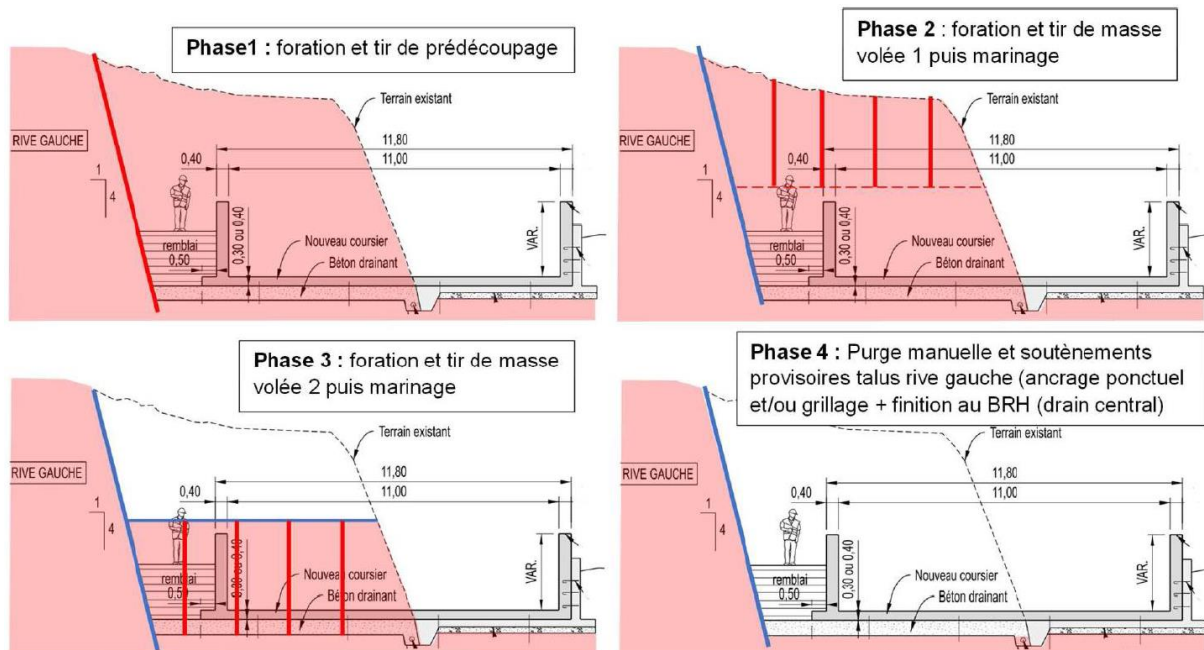 Phase1 : foration et tir de prédécoupage
Terrain existant
RIVE GAUCHE
11,80
0,40
11,00
1
4
remblai
0,50
0,30 ou 0,40
Nouveau coursier
Béton drainant
VAR.
Phase 2 : foration et tir de masse
volée 1 puis marinage
Terrain existant
RIVE GAUCHE
11,80
0,40
11,00
1
4
remblai
0,50
0,30 ou 0,40
Nouveau coursier
Béton drainant
VAR.
Phase 3 : foration et tir de masse
volée 2 puis marinage
Terrain existant
RIVE GAUCHE
11,80
0,40
11,00
1
4
remblai
0,50
0,30 ou 0,40
Nouveau coursier
Béton drainant
VAR.
Phase 4 : Purge manuelle et soutènements
provisoires talus rive gauche (ancrage ponctuel
et/ou grillage + finition au BRH (drain central)
Terrain existant
RIVE GAUCHE
11,80
0,40
11,00
1
4
remblai
0,50
0,30 ou 0,40
Nouveau coursier
Béton drainant
VAR.